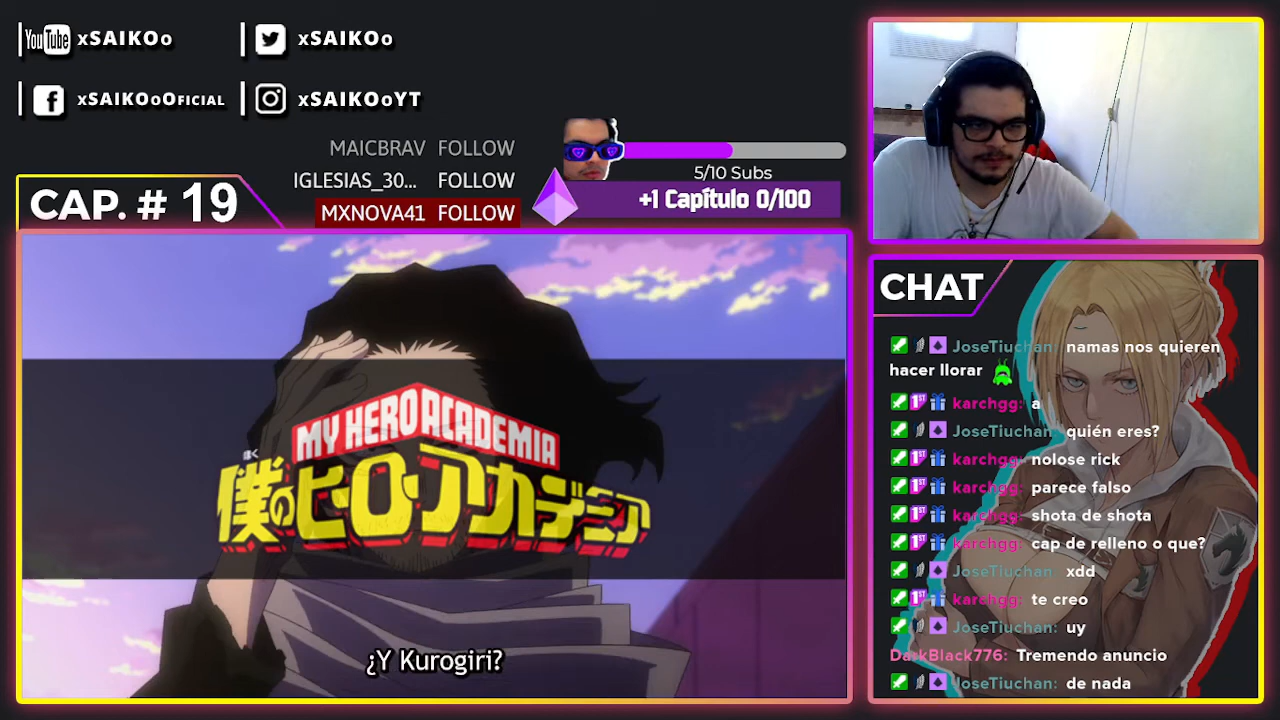 YouTube xSAIKOo
xSAIKOo
xSAIKOoOficial
xSAIKOoYT
MAICBRAV FOLLOW
IGLESIAS_30... FOLLOW
MXNOVA41 FOLLOW
5/10 Subs
+1 Capítulo 0/100
CAP. # 19
MY HERO ACADEMIA
ぼく
僕のヒーローアカデミア
¿Y Kurogiri?
CHAT
JoseTiuchan: namas nos quieren
hacer llorar
karchgg: a
JoseTiuchan: quién eres?
karchgg: nolose rick
karchgg: parece falso
karchgg: shota de shota
karchgg: cap de relleno o que?
JoseTiuchan: xdd
karchgg: te creo
JoseTiuchan: uy
DarkBlack776: Tremendo anuncio
JoseTiuchan: de nada